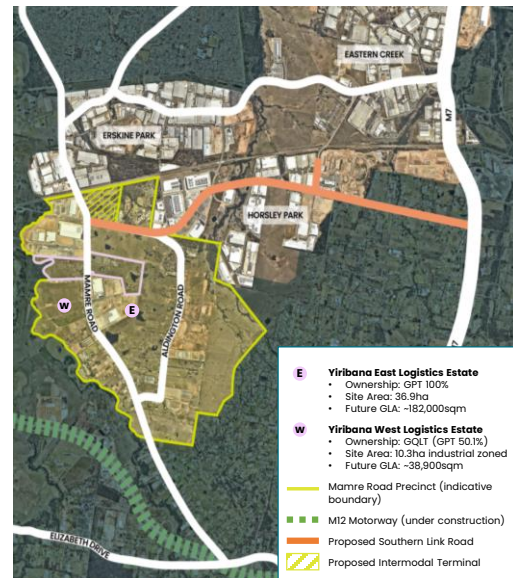 EASTERN CREEK
M7
ERSKINE PARK
HORSLEY PARK
MAMRE ROAD
ALDINGTON ROAD
W
E
ELIZABETH DRIVE
E Yiribana East Logistics Estate
• Ownership: GPT 100%
• Site Area: 36.9ha
• Future GLA: ~182,000sqm
W Yiribana West Logistics Estate
• Ownership: GQLT (GPT 50.1%)
• Site Area: 10.3ha industrial zoned
• Future GLA: ~38,900sqm
Mamre Road Precinct (indicative
boundary)
M12 Motorway (under construction)
Proposed Southern Link Road
Proposed Intermodal Terminal